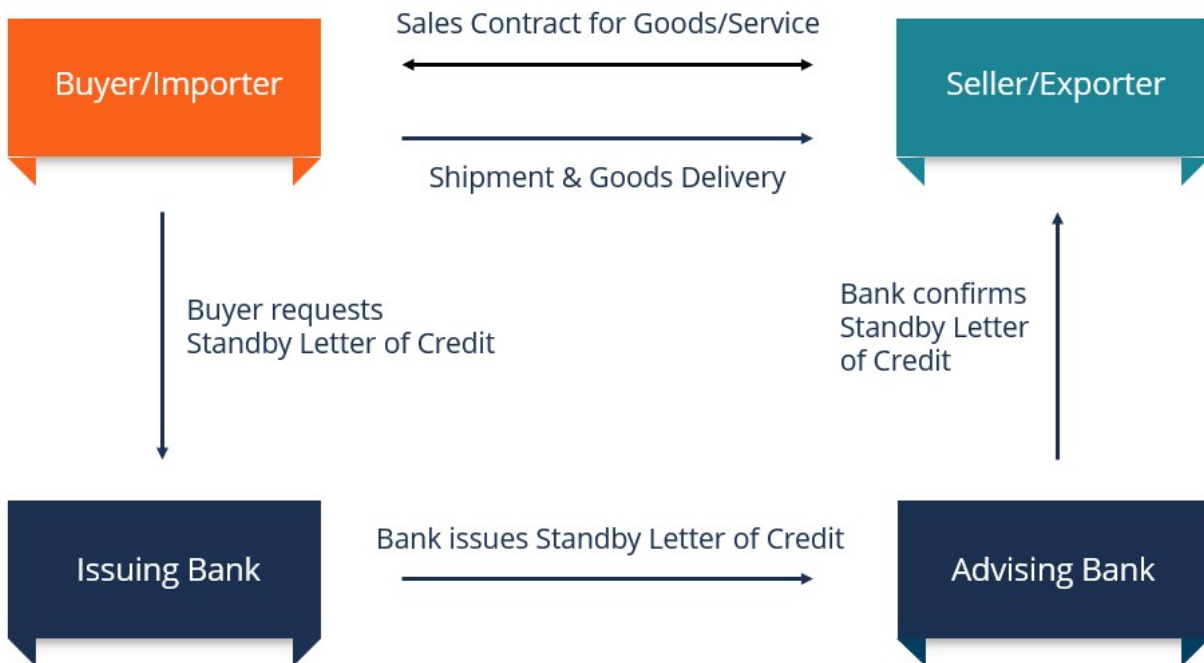 Sales Contract for Goods/Service
Buyer/Importer
Seller/Exporter
Shipment & Goods Delivery
Buyer requests
Standby Letter of Credit
Bank confirms
Standby Letter
of Credit
Bank issues Standby Letter of Credit
Issuing Bank
Advising Bank